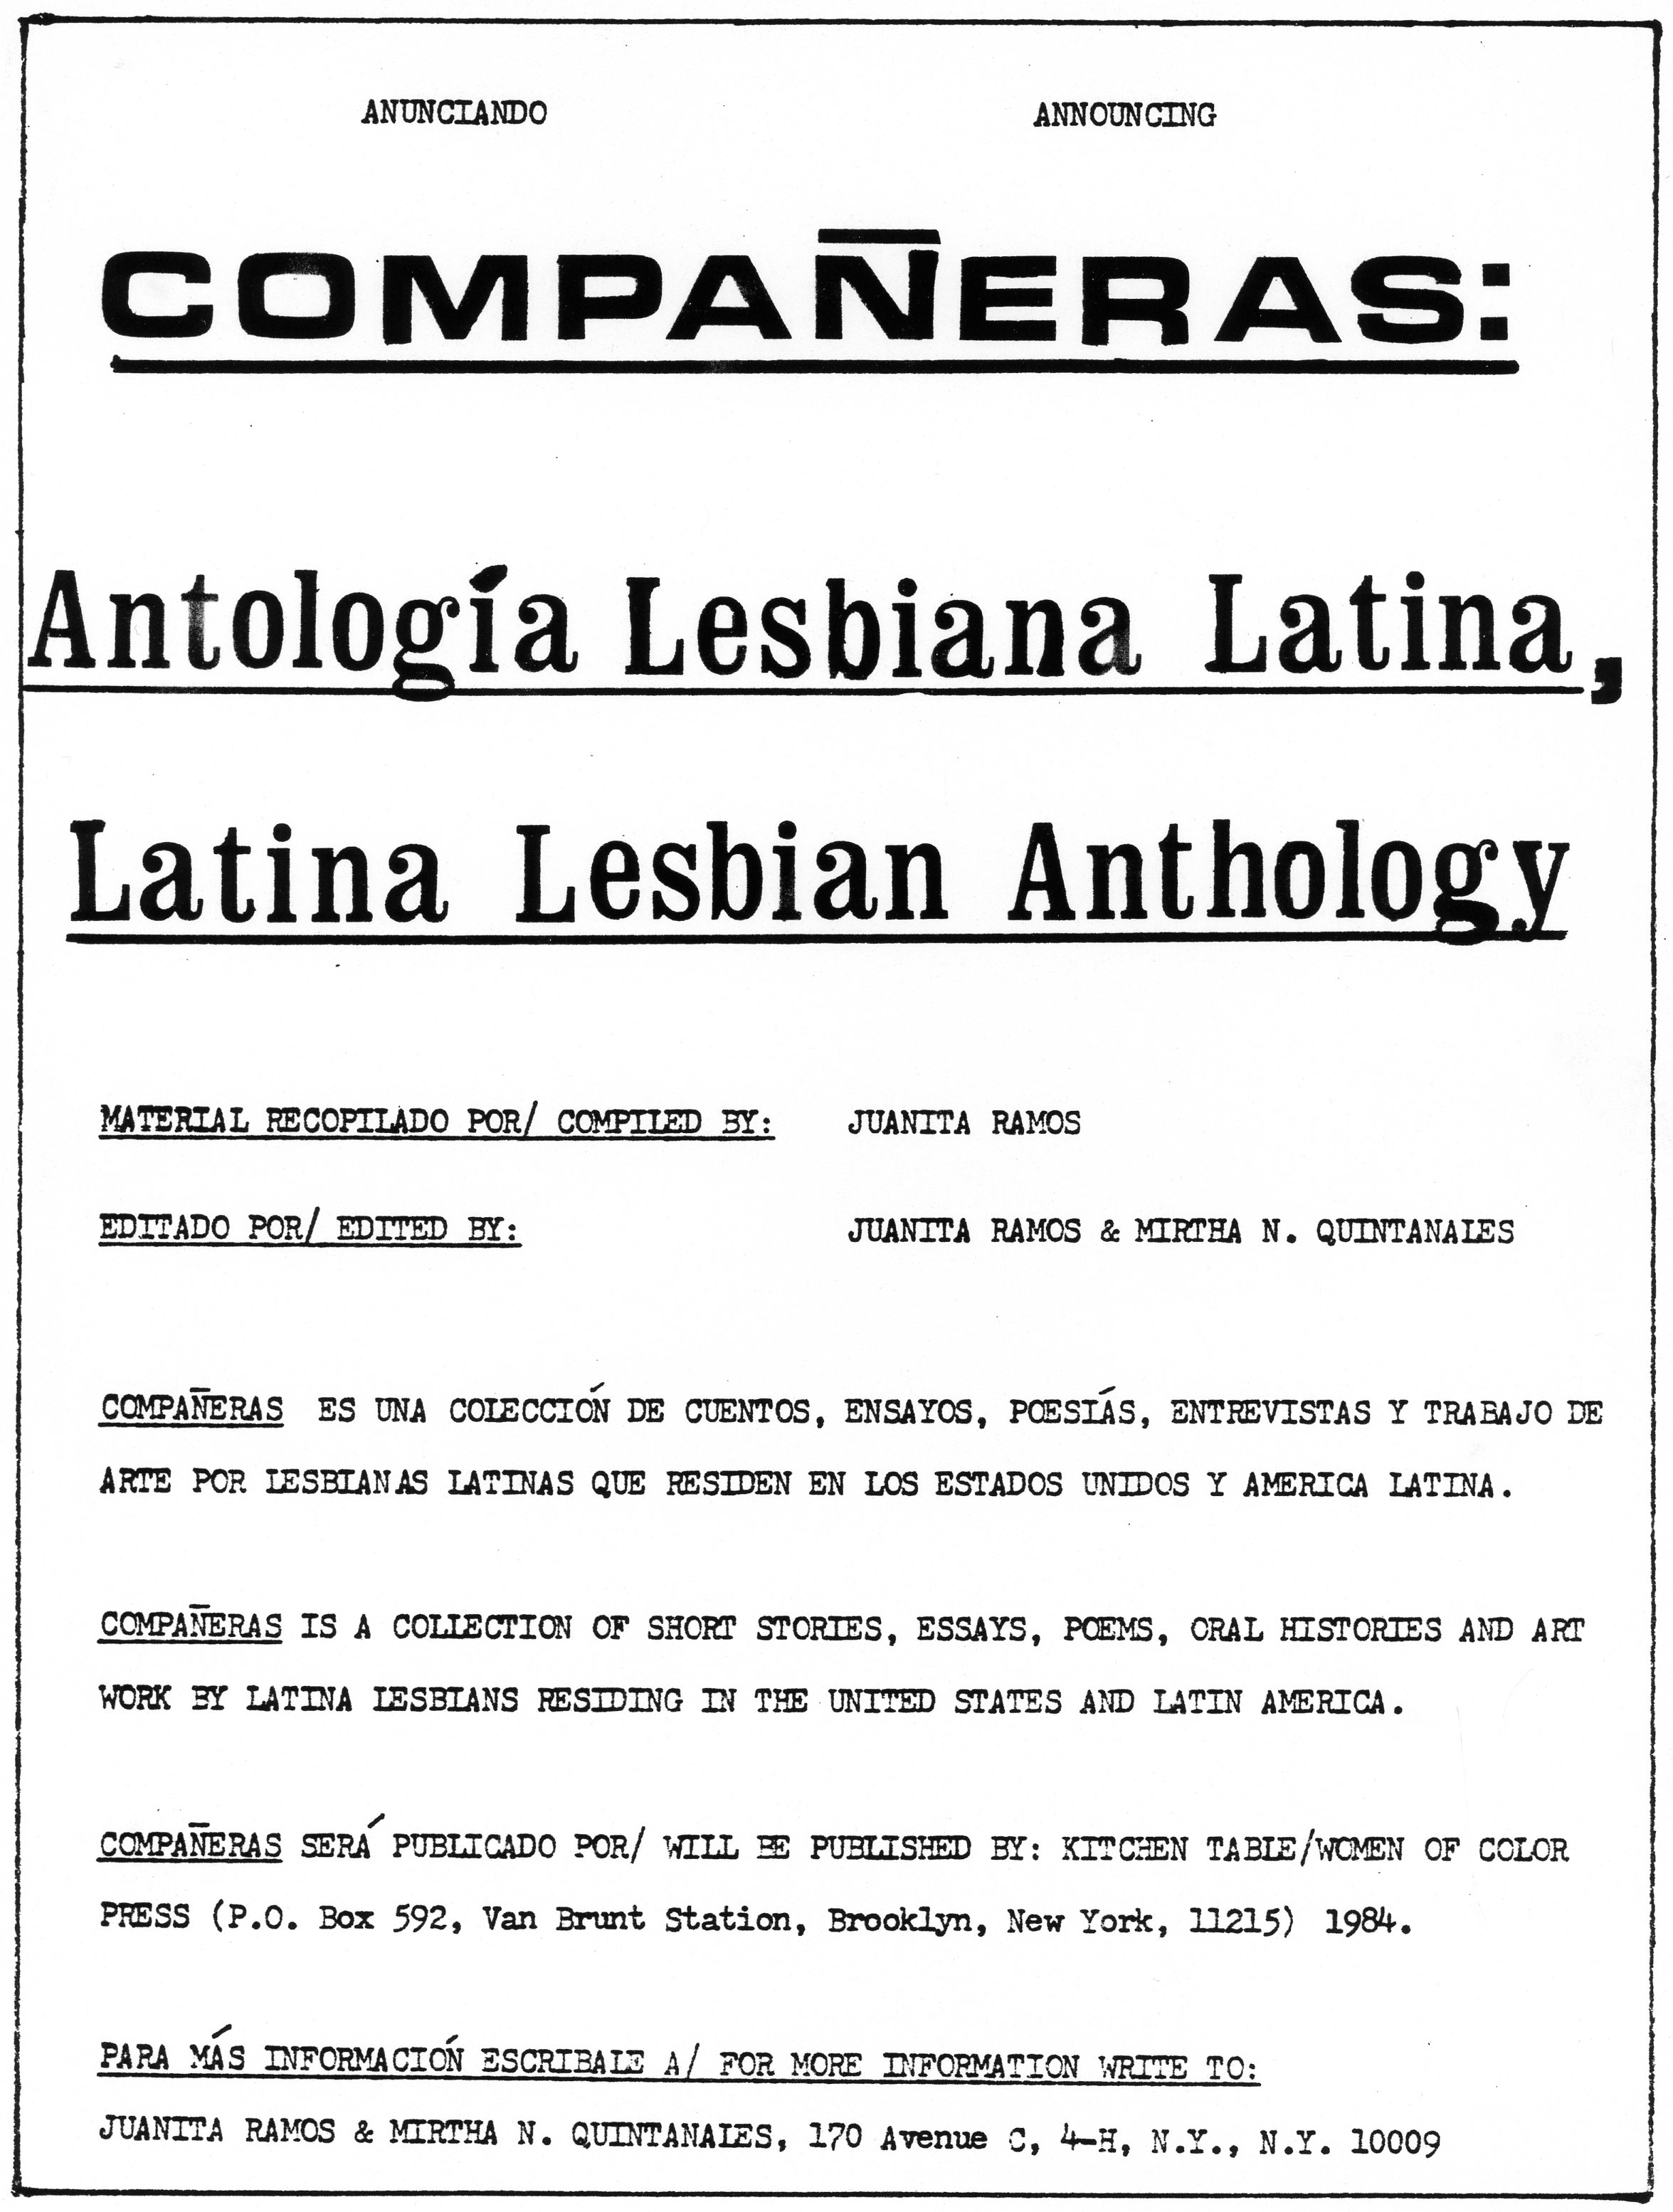 ANUNCIANDO ANNOUNCING
COMPAÑERAS:
Antología Lesbiana Latina,
Latina Lesbian Anthology
MATERIAL RECOPILADO POR/ COMPILED BY: JUANITA RAMOS
EDITADO POR/ EDITED BY: JUANITA RAMOS & MIRTHA N. QUINTANALES
COMPAÑERAS ES UNA COLECCIÓN DE CUENTOS, ENSAYOS, POESIÁS, ENTREVISTAS Y TRABAJO DE
ARTE POR LESBIANAS LATINAS QUE RESIDEN EN LOS ESTADOS UNIDOS Y AMERICA LATINA.
COMPAÑERAS IS A COLLECTION OF SHORT STORIES, ESSAYS, POEMS, ORAL HISTORIES AND ART
WORK BY LATINA LESBIANS RESIDING IN THE UNITED STATES AND LATIN AMERICA.
COMPAÑERAS SERÁ PUBLICADO POR/ WILL BE PUBLISHED BY: KITCHEN TABLE/WOMEN OF COLOR
PRESS (P.O. Box 592, Van Brunt Station, Brooklyn, New York, 11215) 1984.
PARA MÁS INFORMACIÓN ESCRIBALE A/ FOR MORE INFORMATION WRITE TO:
JUANITA RAMOS & MIRTHA N. QUINTANALES, 170 Avenue C, 4-H, N.Y., N.Y. 10009